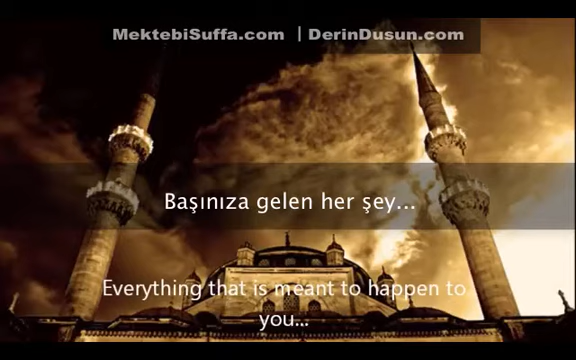 MektebiSuffa.com | DerinDusun.com
Başınıza gelen her şey...
Everything that is meant to happen to
you...